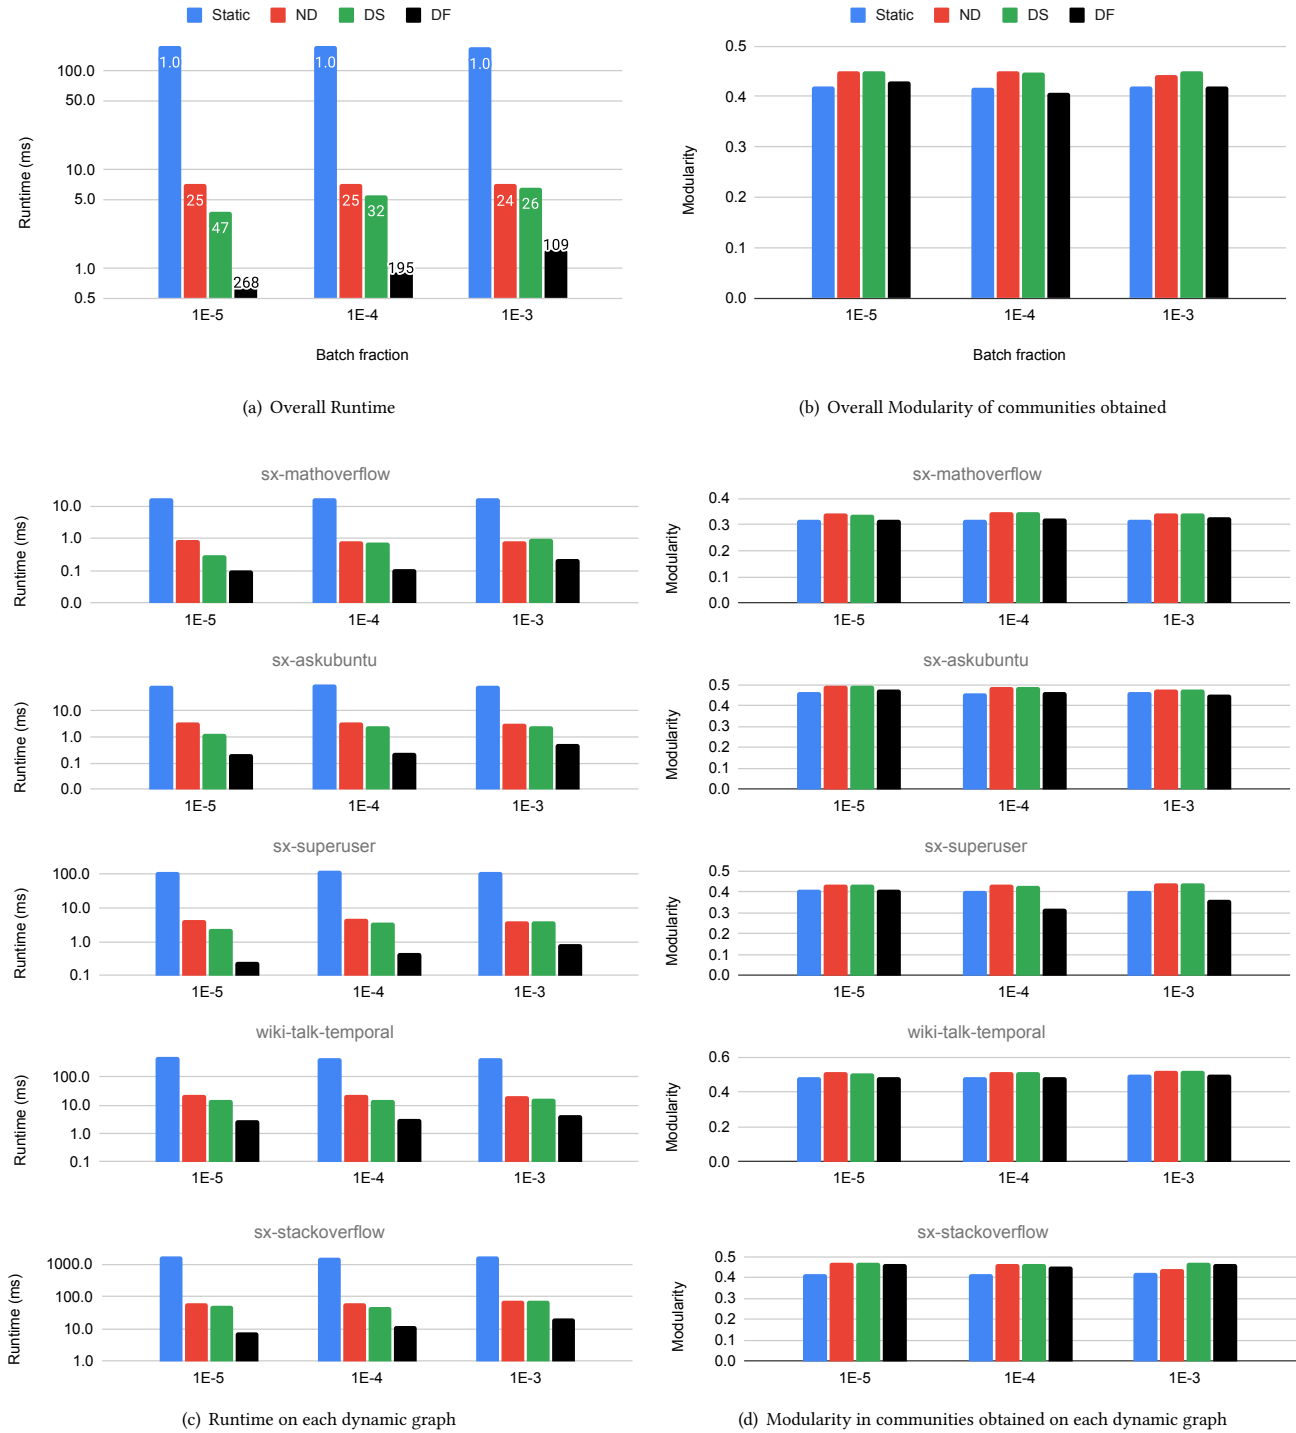 Static ND DS DF
100.0
50.0
10.0
5.0
1.0
0.5
Runtime (ms)
1.0 25 47 268
1.0 25 32 195
1.0 24 26 109
1E-5 1E-4 1E-3
Batch fraction
(a) Overall Runtime
Static ND DS DF
0.5
0.4
0.3
0.2
0.1
0.0
Modularity
1E-5 1E-4 1E-3
Batch fraction
(b) Overall Modularity of communities obtained
sx-mathoverflow
10.0
1.0
0.1
0.0
Runtime (ms)
1E-5 1E-4 1E-3
sx-askubuntu
10.0
1.0
0.1
0.0
Runtime (ms)
1E-5 1E-4 1E-3
sx-superuser
100.0
10.0
1.0
0.1
Runtime (ms)
1E-5 1E-4 1E-3
wiki-talk-temporal
100.0
10.0
1.0
0.1
Runtime (ms)
1E-5 1E-4 1E-3
sx-stackoverflow
1000.0
100.0
10.0
1.0
Runtime (ms)
1E-5 1E-4 1E-3
(c) Runtime on each dynamic graph
sx-mathoverflow
0.4
0.3
0.2
0.1
0.0
Modularity
1E-5 1E-4 1E-3
sx-askubuntu
0.5
0.4
0.3
0.2
0.1
0.0
Modularity
1E-5 1E-4 1E-3
sx-superuser
0.5
0.4
0.3
0.2
0.1
0.0
Modularity
1E-5 1E-4 1E-3
wiki-talk-temporal
0.6
0.4
0.2
0.0
Modularity
1E-5 1E-4 1E-3
sx-stackoverflow
0.5
0.4
0.3
0.2
0.1
0.0
Modularity
1E-5 1E-4 1E-3
(d) Modularity in communities obtained on each dynamic graph